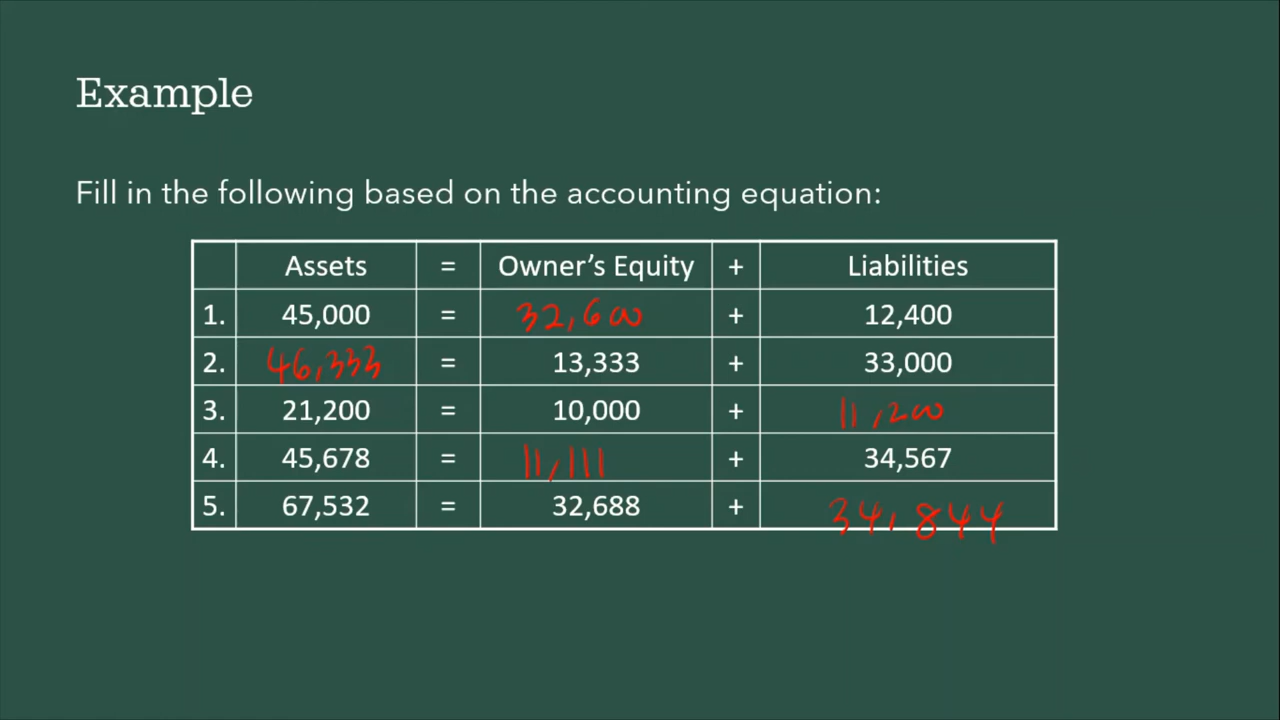 Example
Fill in the following based on the accounting equation:
Assets = Owner’s Equity + Liabilities
1. 45,000 = 32,600 + 12,400
2. 46,333 = 13,333 + 33,000
3. 21,200 = 10,000 + 11,200
4. 45,678 = 11,111 + 34,567
5. 67,532 = 32,688 + 34,844